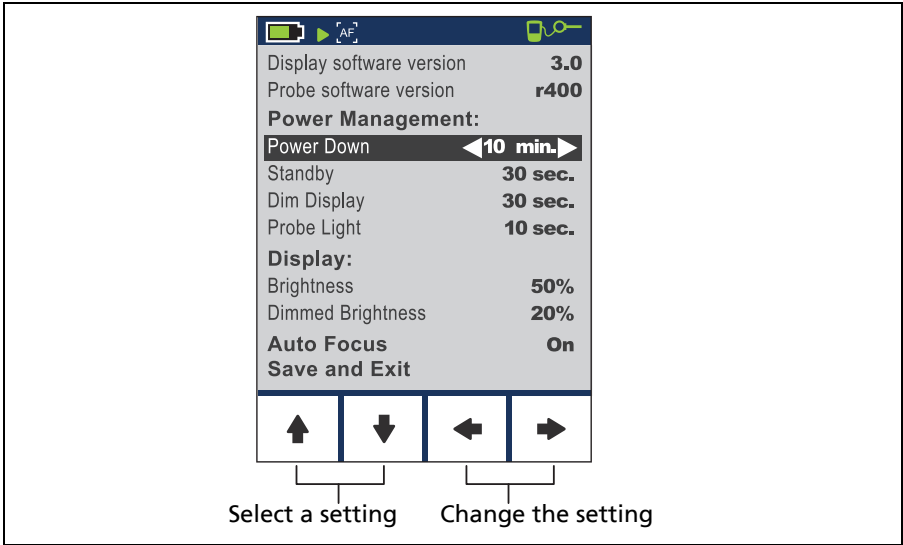 AF
Display software version 3.0
Probe software version r400
Power Management:
Power Down 10 min.
Standby 30 sec.
Dim Display 30 sec.
Probe Light 10 sec.
Display:
Brightness 50%
Dimmed Brightness 20%
Auto Focus On
Save and Exit
Select a setting Change the setting